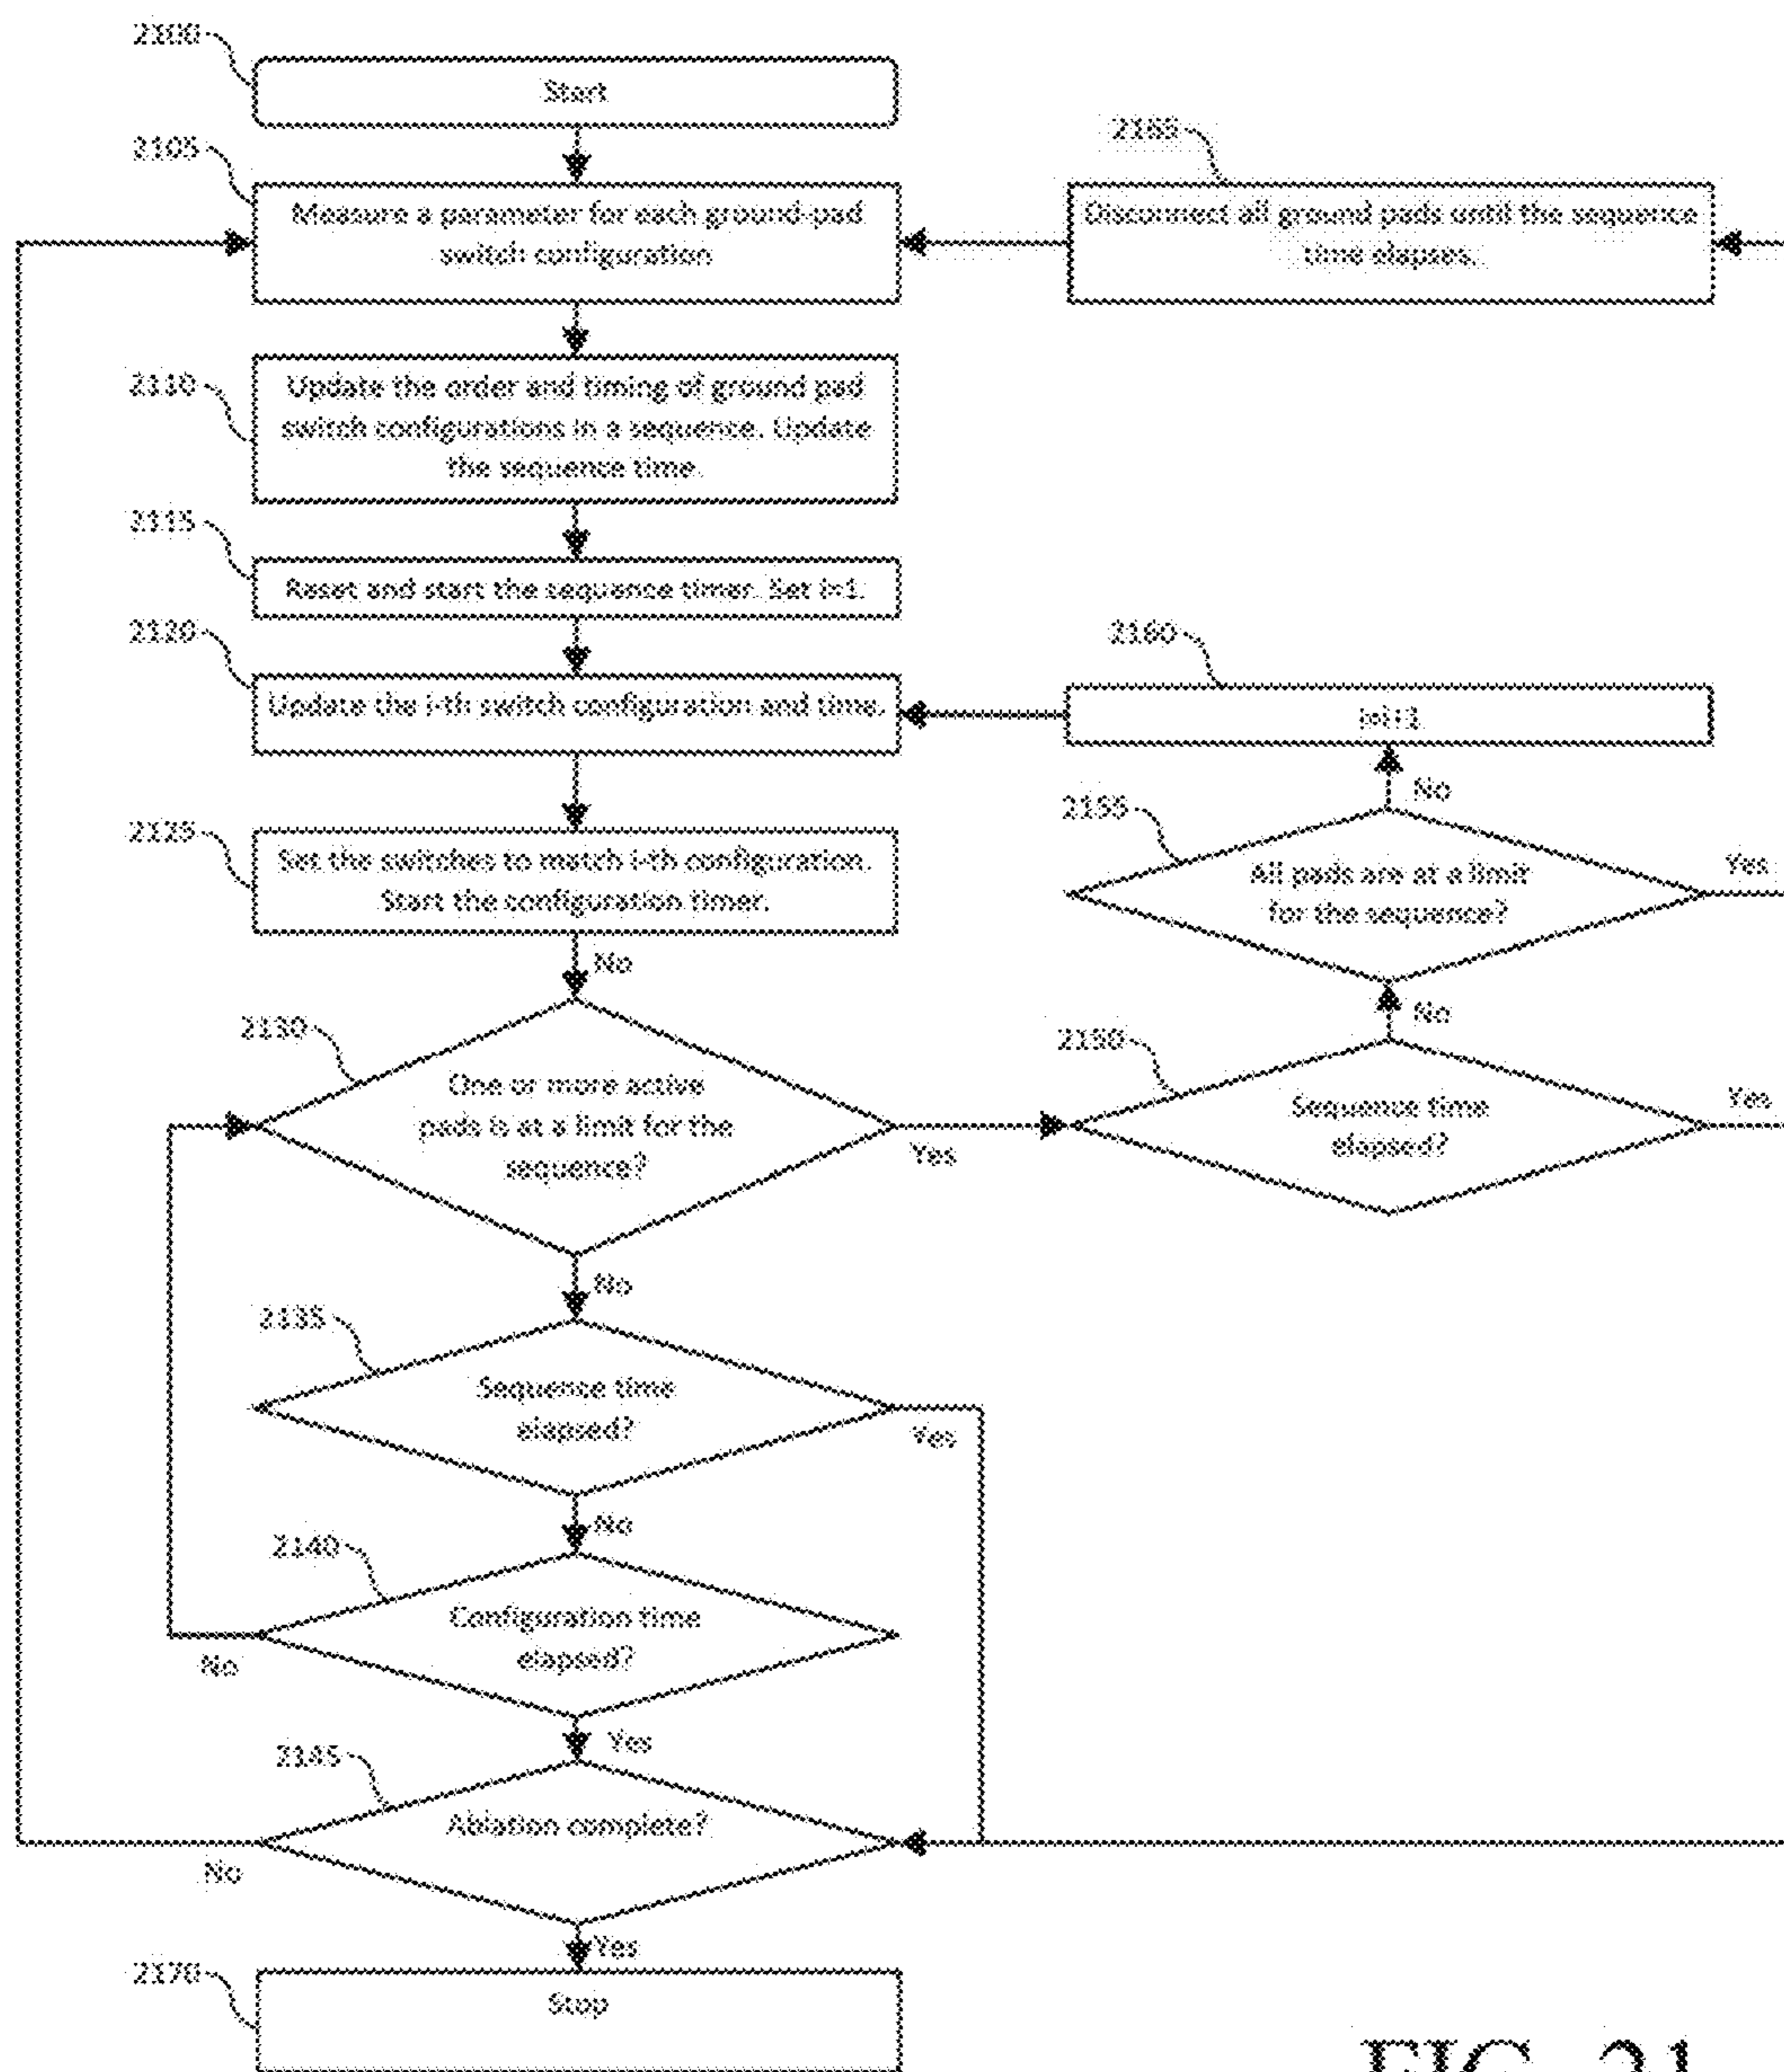 2100
Start
2105
Measure a parameter for each ground-pad
switch configuration
2165
Disconnect all ground pads until the sequence
time elapses.
2110
Update the order and timing of ground pad
switch configurations in a sequence. Update
the sequence time.
2115
Reset and start the sequence timer. Set i=1.
2120
Update the i-th switch configuration and time.
2160
i=i+1
2125
Set the switches to match i-th configuration.
Start the configuration timer.
No
2155
No
All pads are at a limit
for the sequence?
Yes
2130
One or more active
pads is at a limit for the
sequence?
Yes
2150
No
Sequence time
elapsed?
Yes
No
2135
Sequence time
elapsed?
Yes
No
2140
Configuration time
elapsed?
No
Yes
2145
Ablation complete?
No
Yes
2170
Stop
FIG. 21